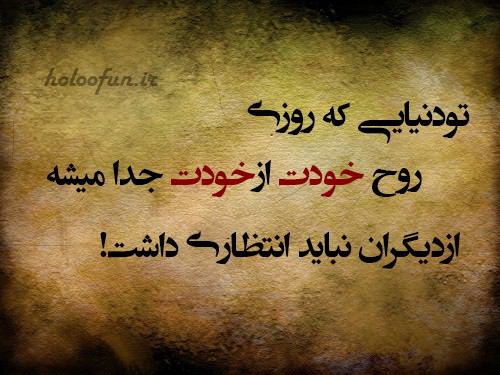 holoofun.ir
تودنیایی که روزی
روح خودت ازخودت جدا میشه
ازدیگران نباید انتظاری داشت!